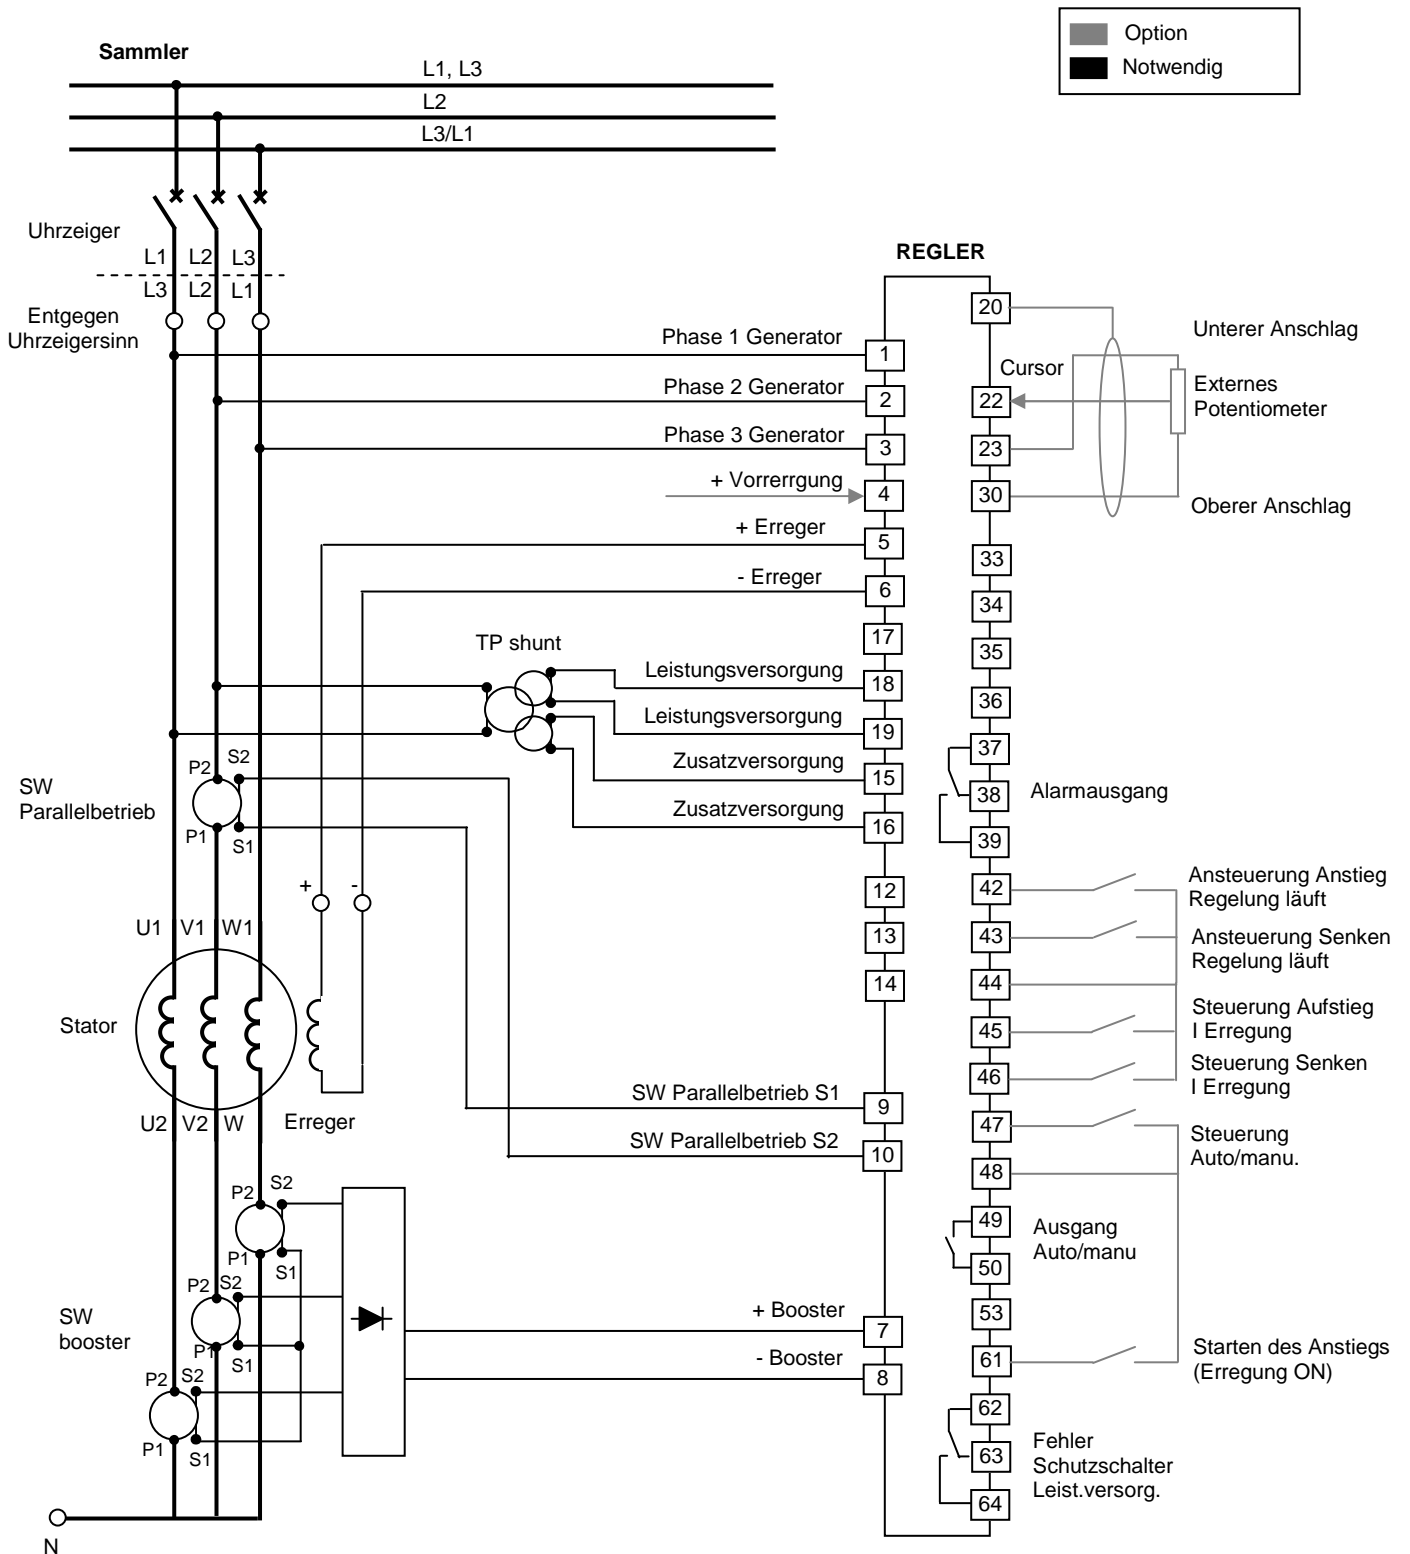 Option
Notwendig
Sammler
L1, L3
L2
L3/L1
Uhrzeiger
L1 L2 L3
L3 L2 L1
Entgegen
Uhrzeigersinn
REGLER
Phase 1 Generator
1
Phase 2 Generator
2
Phase 3 Generator
3
+ Vorrerrgung
4
+ Erreger
5
- Erreger
6
17
TP shunt
Leistungsversorgung
18
Leistungsversorgung
19
Zusatzversorgung
15
Zusatzversorgung
16
12
13
14
SW Parallelbetrieb S1
9
SW Parallelbetrieb S2
10
+ Booster
7
- Booster
8
20
22
23
30
33
34
35
36
37
38
39
42
43
44
45
46
47
48
49
50
53
61
62
63
64
Cursor
Unterer Anschlag
Externes
Potentiometer
Oberer Anschlag
Alarmausgang
Ansteuerung Anstieg
Regelung läuft
Ansteuerung Senken
Regelung läuft
Steuerung Aufstieg
I Erregung
Steuerung Senken
I Erregung
Steuerung
Auto/manu.
Ausgang
Auto/manu
Starten des Anstiegs
(Erregung ON)
Fehler
Schutzschalter
Leist.versorg.
SW
Parallelbetrieb
P2 S2
P1 S1
+ -
U1 V1 W1
Stator
U2 V2 W
Erreger
P2 S2
P1 S1
SW
booster
P2 S2
P1 S1
P2 S2
P1 S1
N